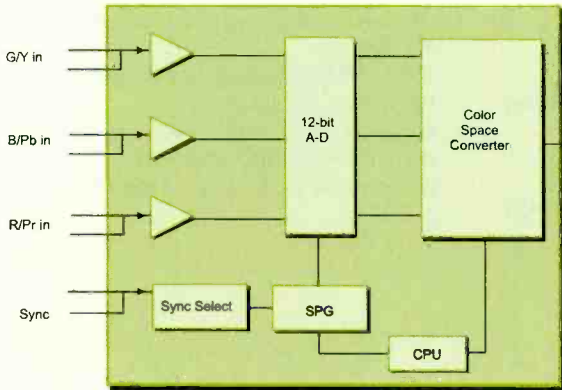 G/Y in
B/Pb in
R/Pr in
Sync
12-bit
A-D
Color
Space
Converter
Sync Select
SPG
CPU